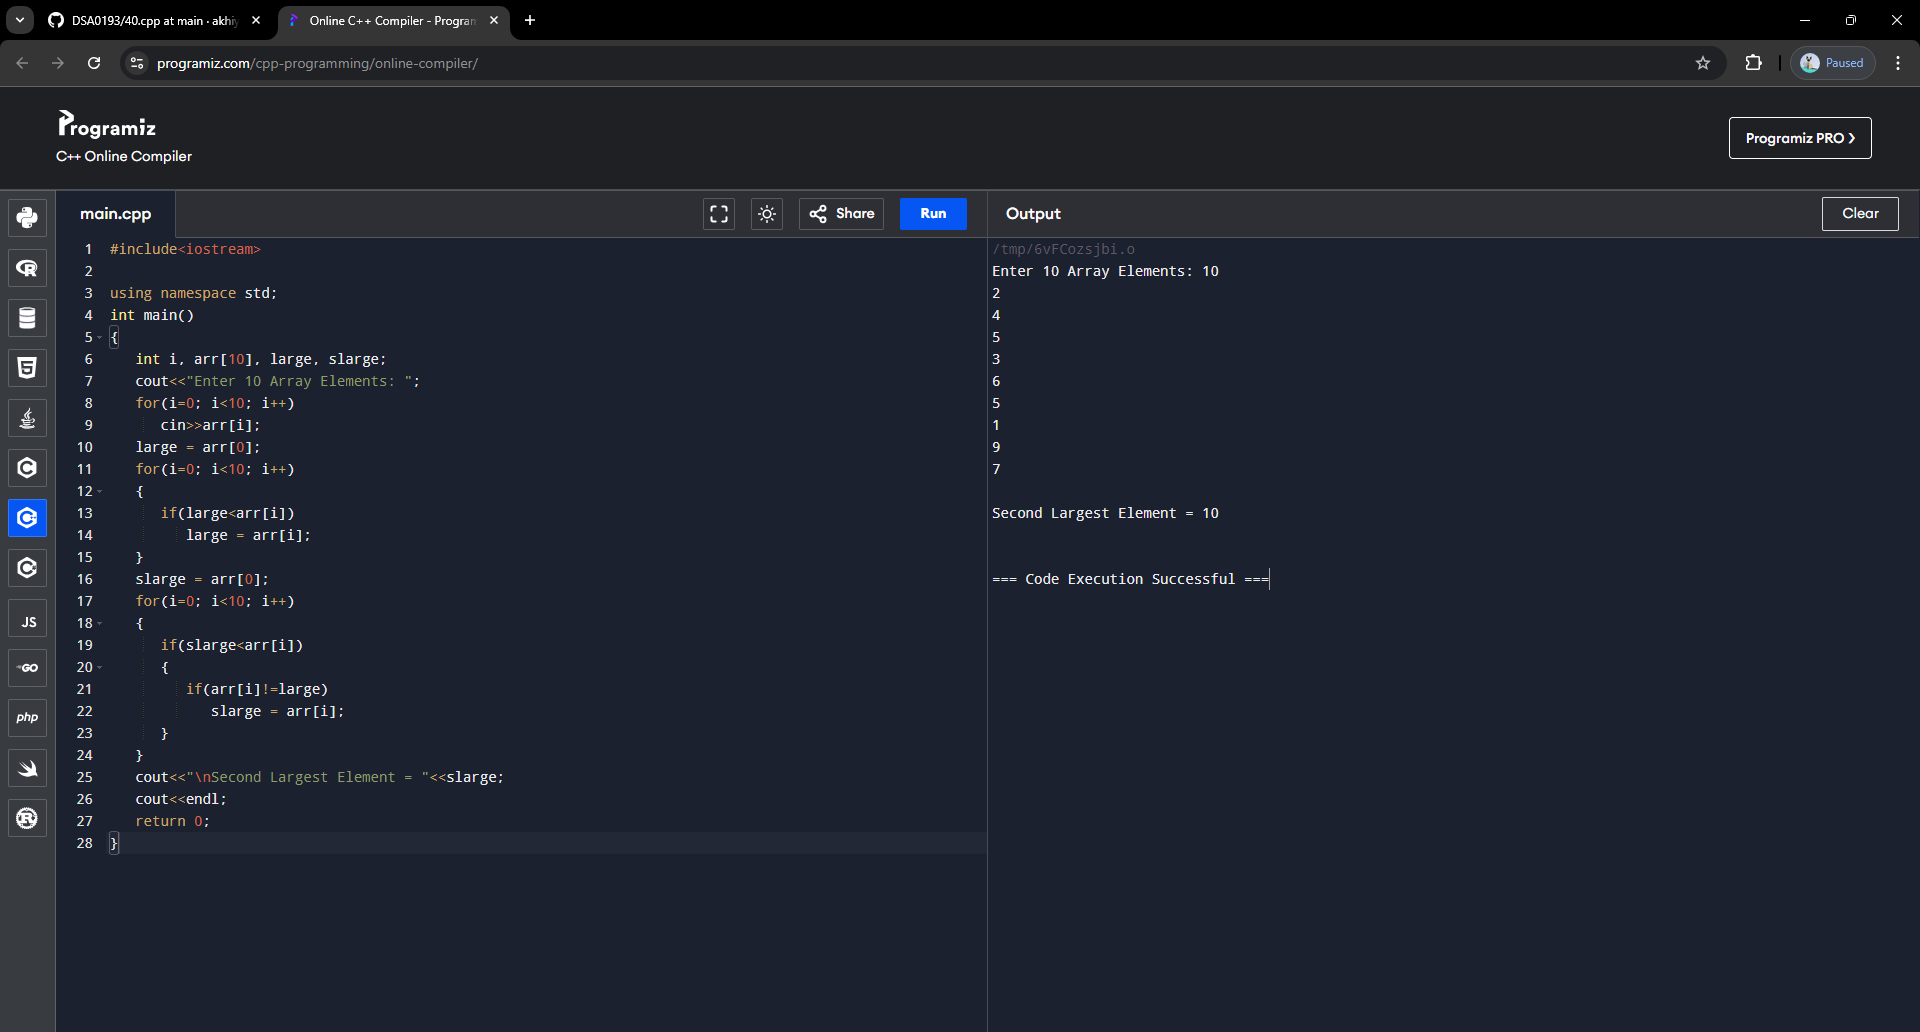 DSA0193/40.cpp at main · akhiy
Online C++ Compiler - Program
programiz.com/cpp-programming/online-compiler/
Paused
Programiz
C++ Online Compiler
Programiz PRO ❯
main.cpp
Share
Run
Output
Clear
1 #include<iostream>
2
3 using namespace std;
4 int main()
5 {
6 int i, arr[10], large, slarge;
7 cout<<"Enter 10 Array Elements: ";
8 for(i=0; i<10; i++)
9 cin>>arr[i];
10 large = arr[0];
11 for(i=0; i<10; i++)
12 {
13 if(large<arr[i])
14 large = arr[i];
15 }
16 slarge = arr[0];
17 for(i=0; i<10; i++)
18 {
19 if(slarge<arr[i])
20 {
21 if(arr[i]!=large)
22 slarge = arr[i];
23 }
24 }
25 cout<<"\nSecond Largest Element = "<<slarge;
26 cout<<endl;
27 return 0;
28 }
/tmp/6vFCozsjbi.o
Enter 10 Array Elements: 10
2
4
5
3
6
5
1
9
7
Second Largest Element = 10
=== Code Execution Successful ===
JS
GO
php